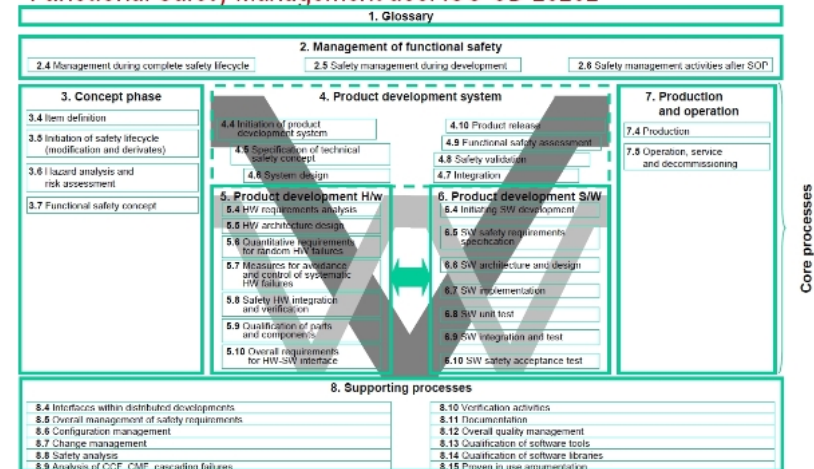 1. Glossary
2. Management of functional safety
2.4 Management during complete safety lifecycle
2.5 Safety management during development
2.6 Safety management activities after SOP
3. Concept phase
3.4 Item definition
3.5 Initiation of safety lifecycle
(modification and derivates)
3.6 Hazard analysis and
risk assessment
3.7 Functional safety concept
4. Product development system
4.4 Initiation of product
development system
4.5 Specification of technical
safety concept
4.6 System design
4.10 Product release
4.9 Functional safety assessment
4.8 Safety validation
4.7 Integration
5. Product development H/w
5.4 HW requirements analysis
5.5 HW architecture design
5.6 Quantitative requirements
for random HW failures
5.7 Measures for avoidance
and control of systematic
HW failures
5.8 Safety HW integration
and verification
5.9 Qualification of parts
and components
5.10 Overall requirements
for HW-SW interface
6. Product development S/W
6.4 Initiating SW development
6.5 SW safety requirements
specification
6.6 SW architecture and design
6.7 SW implementation
6.8 SW unit test
6.9 SW integration and test
6.10 SW safety acceptance test
7. Production
and operation
7.4 Production
7.5 Operation, service
and decommissioning
Core processes
8. Supporting processes
8.4 Interfaces within distributed developments
8.5 Overall management of safety requirements
8.6 Configuration management
8.7 Change management
8.8 Safety analysis
8.9 Analysis of CCF, CMF, cascading failures
8.10 Verification activities
8.11 Documentation
8.12 Overall quality management
8.13 Qualification of software tools
8.14 Qualification of software libraries
8.15 Proven in use argumentation